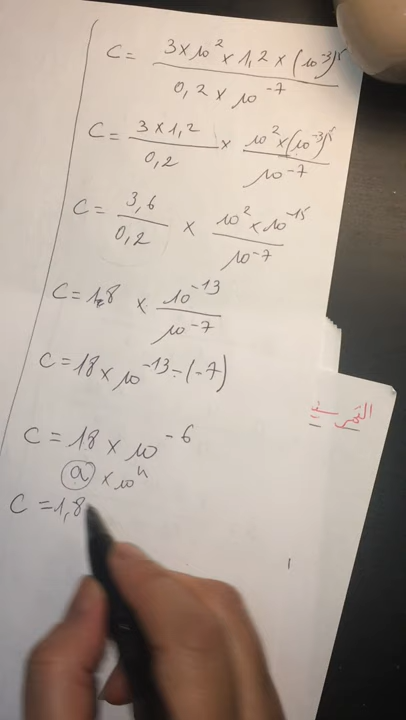 C = 3 × 10² × 1,2 × (10⁻³)⁵ / 0,2 × 10⁻⁷
C = 3 × 1,2 / 0,2 × 10² × (10⁻³)⁵ / 10⁻⁷
C = 3,6 / 0,2 × 10² × 10⁻¹⁵ / 10⁻⁷
C = 18 × 10⁻¹³ / 10⁻⁷
C = 18 × 10⁻¹³⁻⁽⁻⁷⁾
C = 18 × 10⁻⁶
a × 10ⁿ
C = 1,8